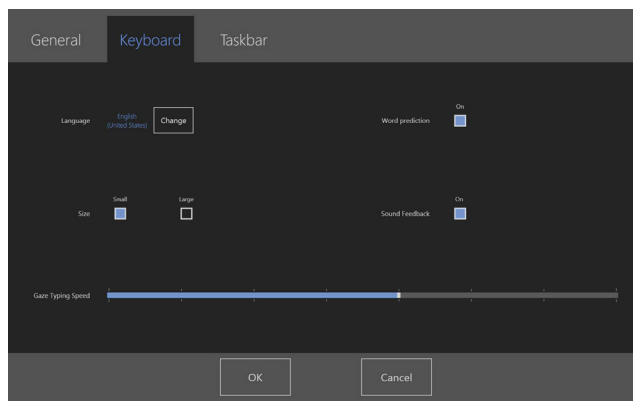 General Keyboard Taskbar
On
Language English (United States) Change Word prediction
Small Large On
Size Sound Feedback
Gaze Typing Speed
OK Cancel